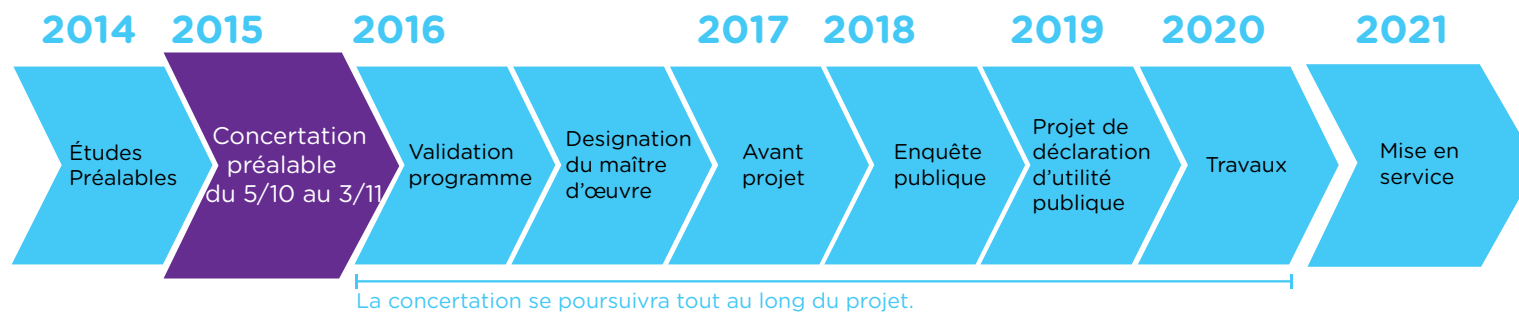 2014 2015 2016 2017 2018 2019 2020 2021
Études
Préalables
Concertation
préalable
du 5/10 au 3/11
Validation
programme
Designation
du maître
d'œuvre
Avant
projet
Enquête
publique
Projet de
déclaration
d'utilité
publique
Travaux
Mise en
service
La concertation se poursuivra tout au long du projet.